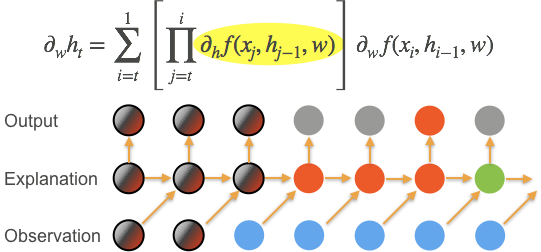 ∂_w h_t = ∑_{i=t}^{1} [ ∏_{j=t}^{i} ∂_h f(x_j, h_{j−1}, w) ] ∂_w f(x_i, h_{i−1}, w)
Output
Explanation
Observation